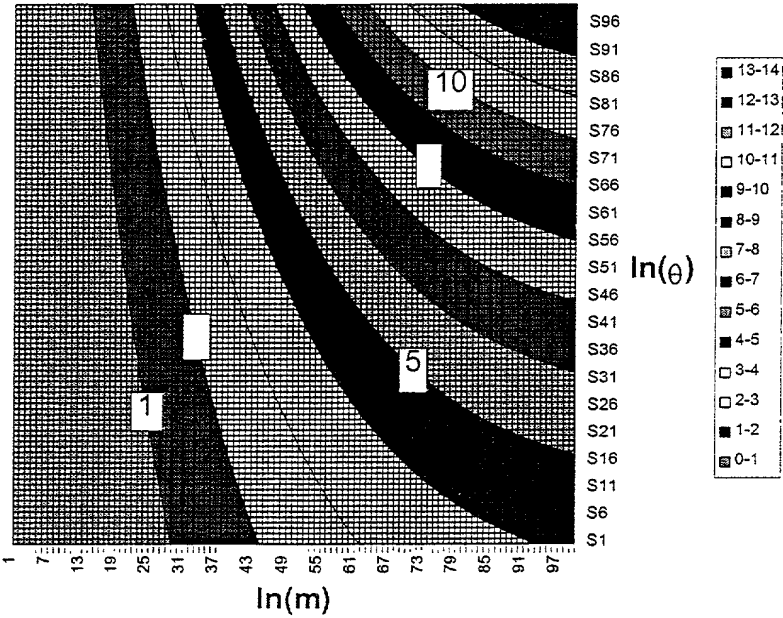 S96
S91
S86
S81
S76
S71
S66
S61
S56
S51
S46
S41
S36
S31
S26
S21
S16
S11
S6
S1
10
5
1
ln(θ)
13-14
12-13
11-12
10-11
9-10
8-9
7-8
6-7
5-6
4-5
3-4
2-3
1-2
0-1
1 7 13 19 25 31 37 43 49 55 61 67 73 79 85 91 97
ln(m)